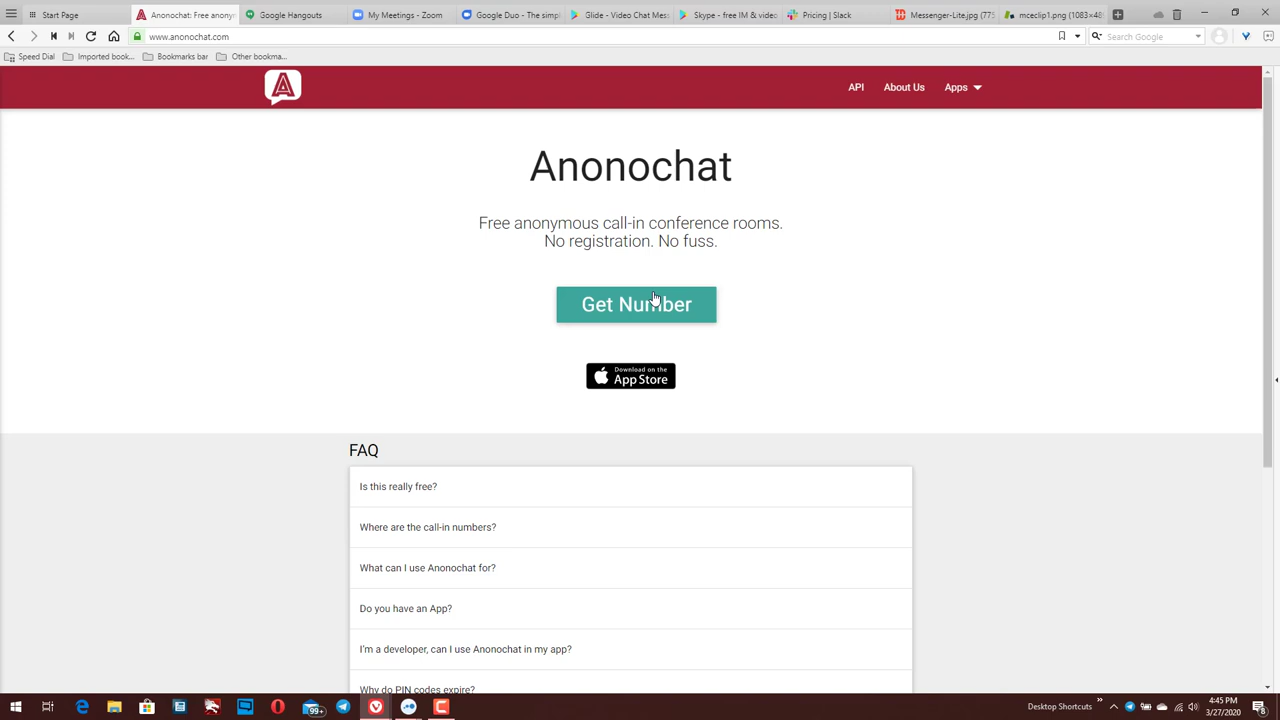 Start Page
Anonochat: Free anony
Google Hangouts
My Meetings - Zoom
Google Duo - The simpl
Glide - Video Chat Mess
Skype - free IM & video
Pricing | Slack
Messenger-Lite.jpg (775
mceclip1.png (1083×48
www.anonochat.com
Search Google
Speed Dial
Imported book...
Bookmarks bar
Other bookma...
A
API
About Us
Apps
Anonochat
Free anonymous call-in conference rooms.
No registration. No fuss.
Get Number
Download on the
App Store
FAQ
Is this really free?
Where are the call-in numbers?
What can I use Anonochat for?
Do you have an App?
I'm a developer, can I use Anonochat in my app?
Why do PIN codes expire?
99+
Desktop Shortcuts
4:45 PM
3/27/2020